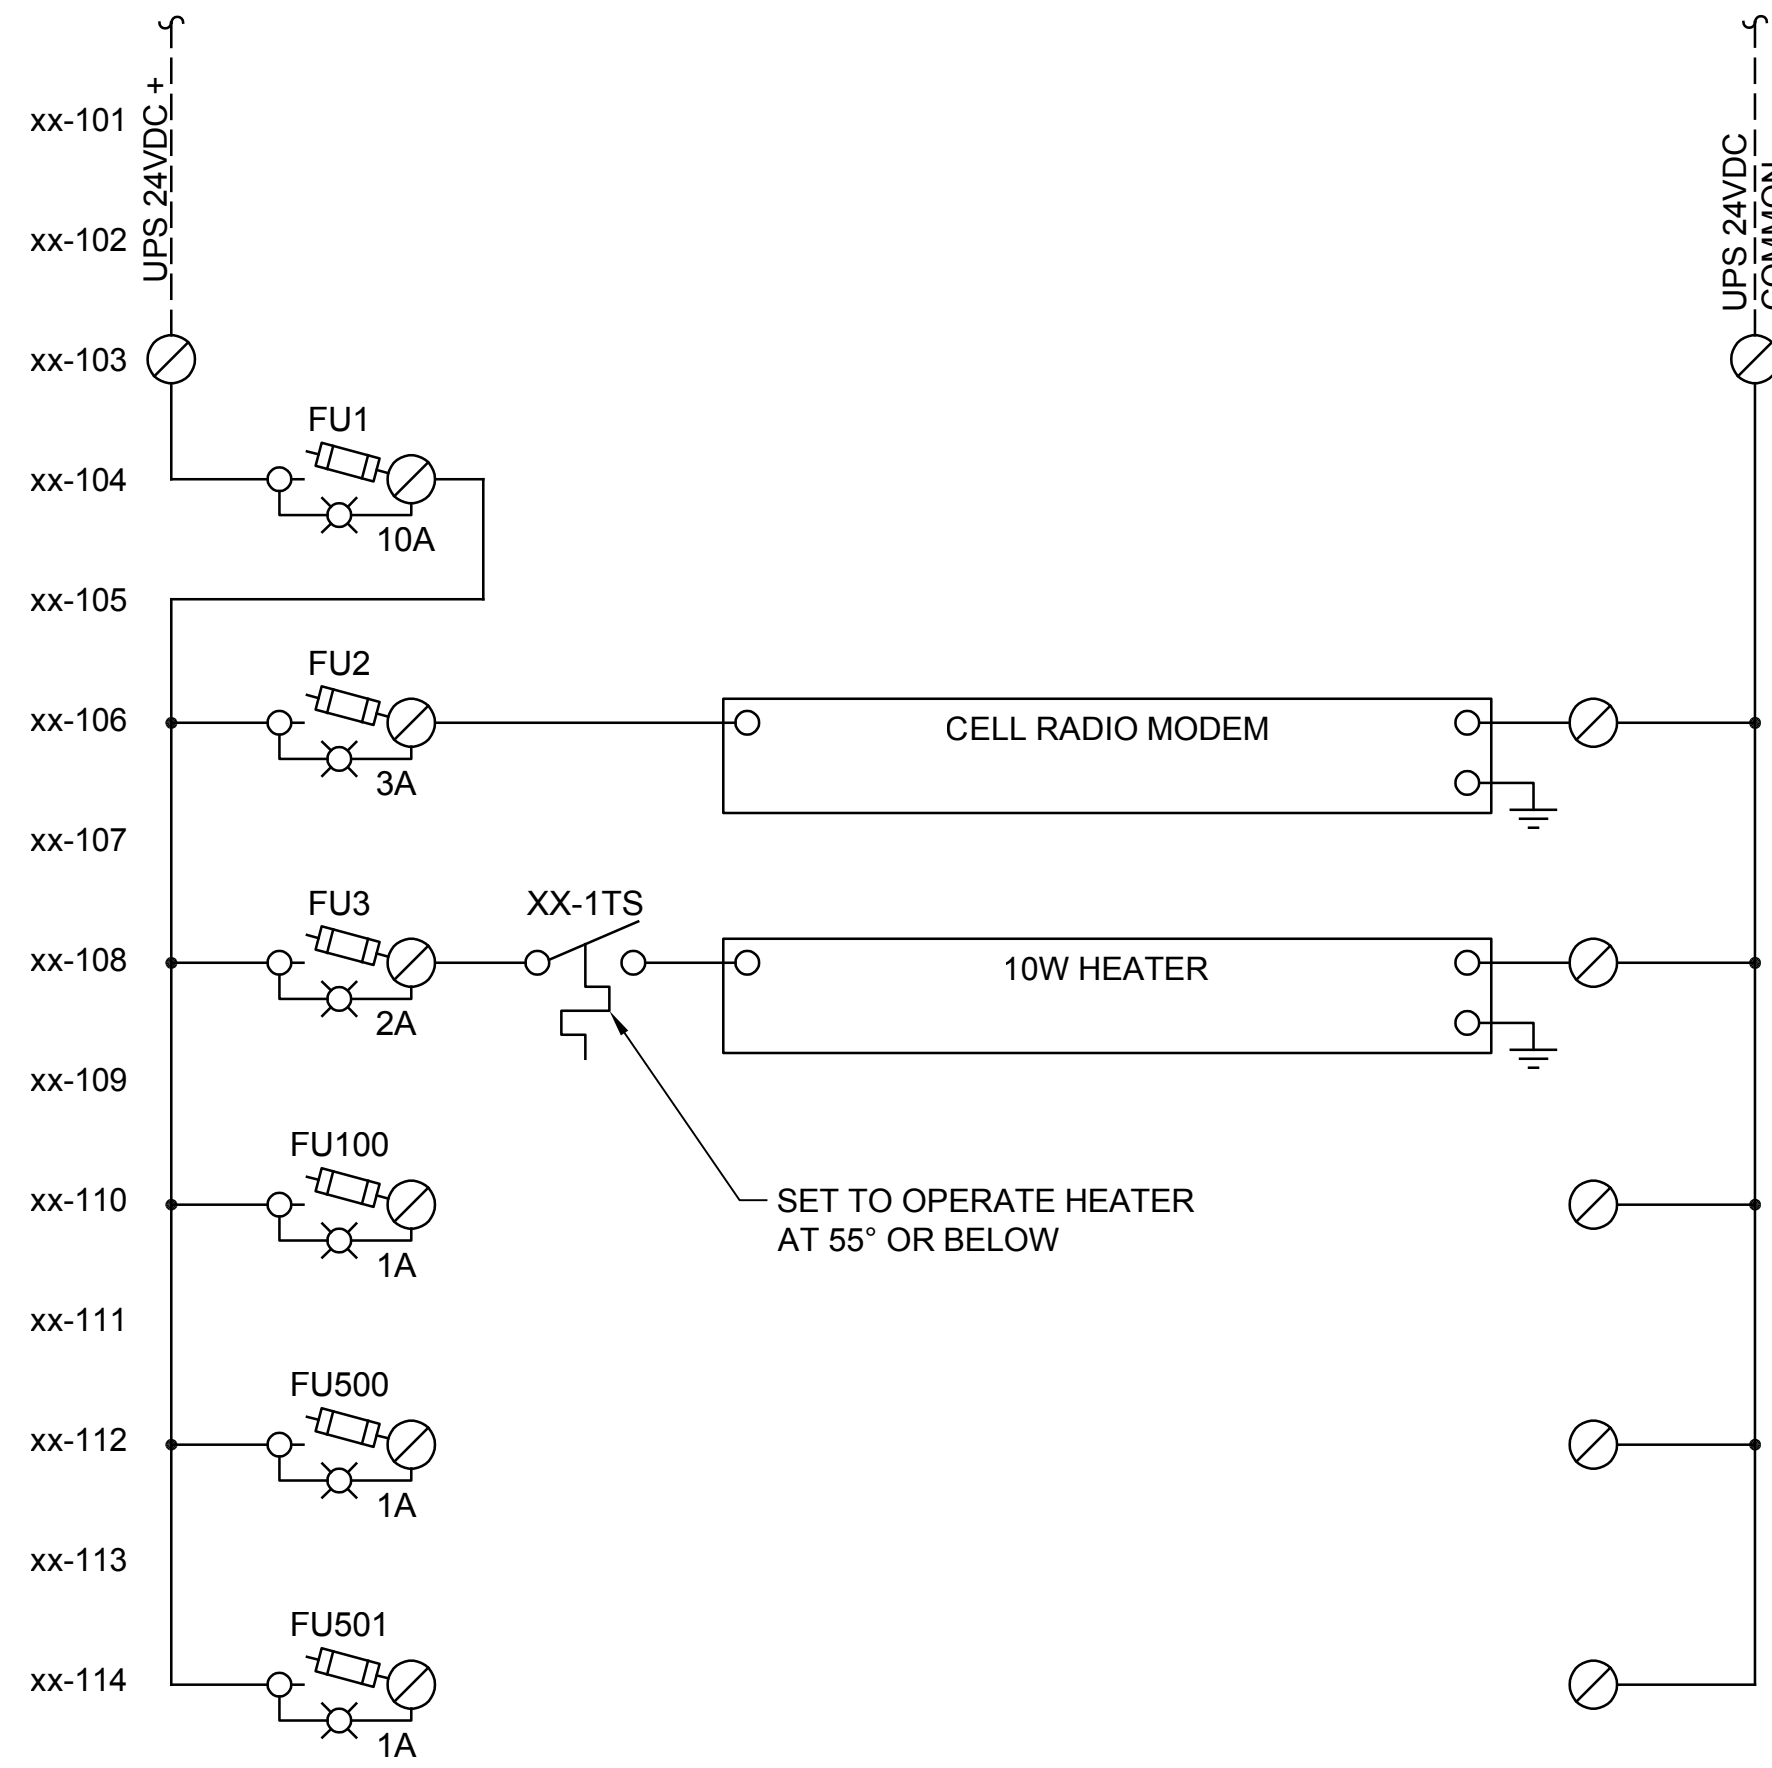 xx-101
UPS 24VDC +
UPS 24VDC
COMMON
xx-102
xx-103
FU1
xx-104
10A
xx-105
FU2
xx-106
CELL RADIO MODEM
3A
xx-107
FU3
XX-1TS
xx-108
10W HEATER
2A
xx-109
FU100
xx-110
SET TO OPERATE HEATER
AT 55° OR BELOW
1A
xx-111
FU500
xx-112
1A
xx-113
FU501
xx-114
1A